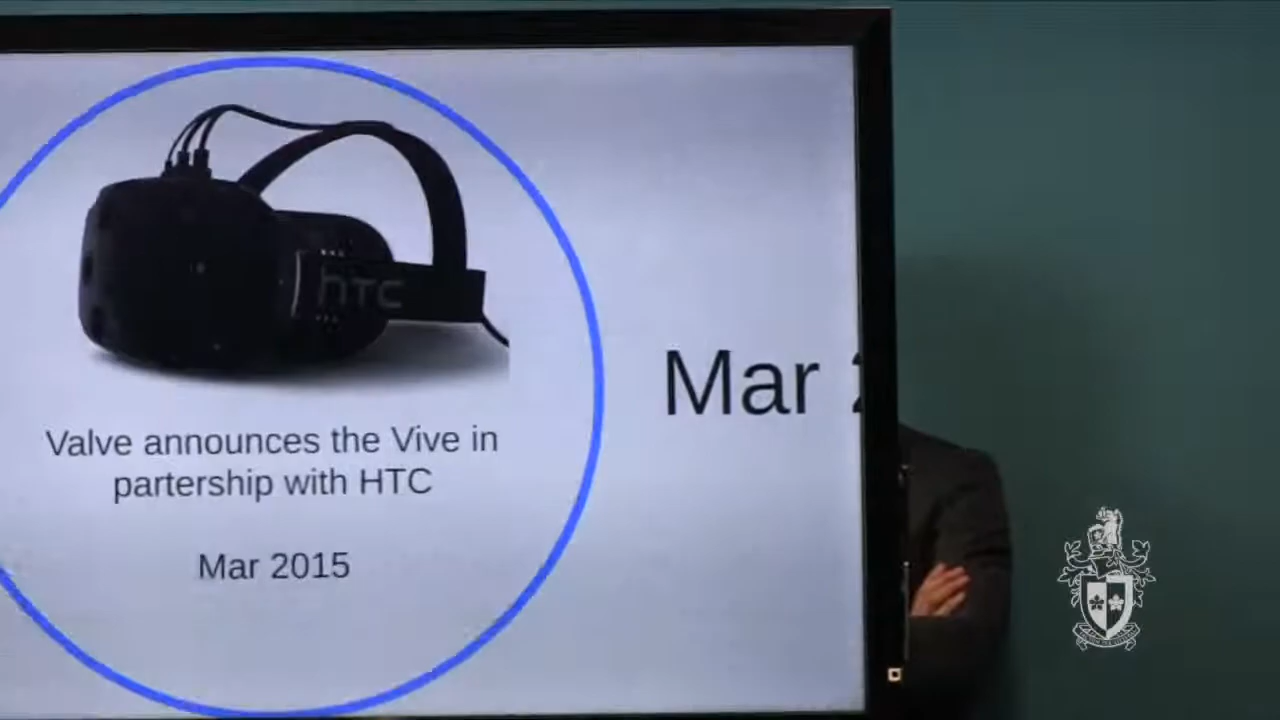 hTC
Valve announces the Vive in
partership with HTC
Mar 2015
Mar